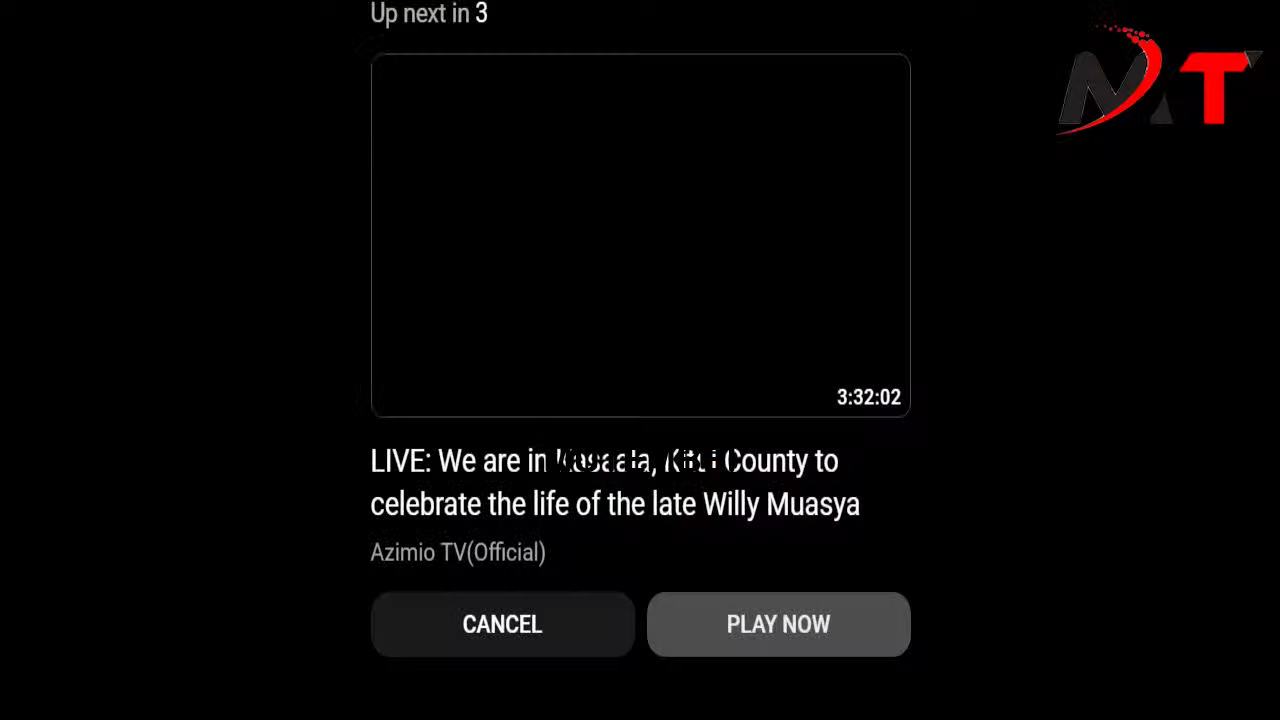 Up next in 3
MT
3:32:02
LIVE: We are in County to
celebrate the life of the late Willy Muasya
Azimio TV(Official)
CANCEL
PLAY NOW